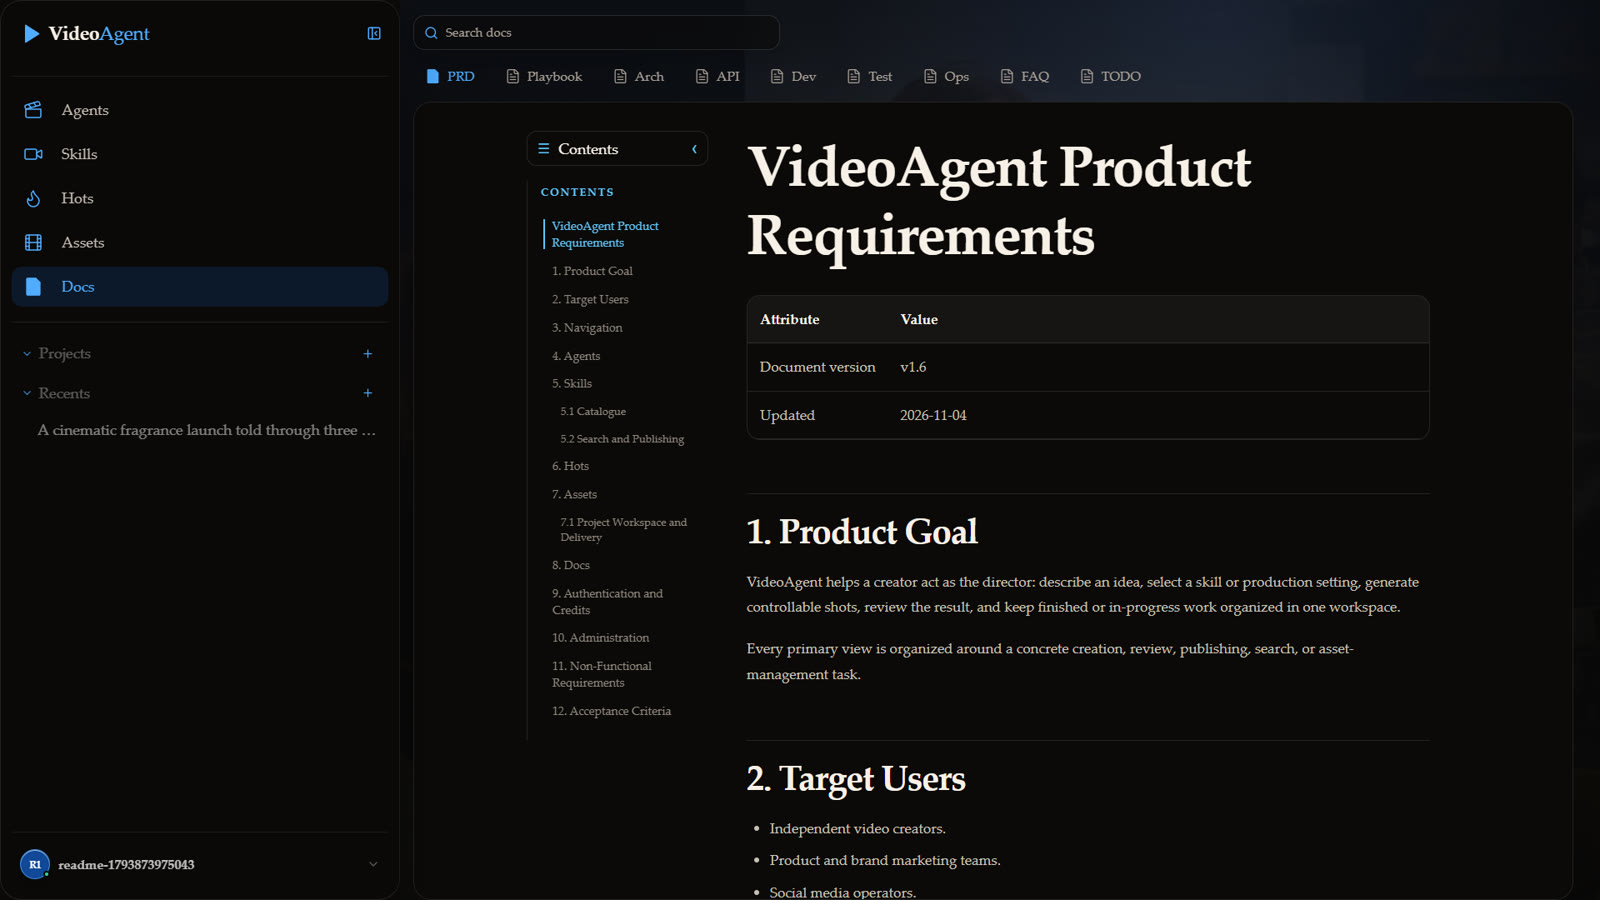 VideoAgent
Agents
Skills
Hots
Assets
Docs
Projects
Recents
A cinematic fragrance launch told through three ...
R1
readme-1793873975043
Search docs
PRD
Playbook
Arch
API
Dev
Test
Ops
FAQ
TODO
Contents
CONTENTS
VideoAgent Product
Requirements
1. Product Goal
2. Target Users
3. Navigation
4. Agents
5. Skills
5.1 Catalogue
5.2 Search and Publishing
6. Hots
7. Assets
7.1 Project Workspace and
Delivery
8. Docs
9. Authentication and
Credits
10. Administration
11. Non-Functional
Requirements
12. Acceptance Criteria
VideoAgent Product
Requirements
Attribute Value
Document version v1.6
Updated 2026-11-04
1. Product Goal
VideoAgent helps a creator act as the director: describe an idea, select a skill or production setting, generate
controllable shots, review the result, and keep finished or in-progress work organized in one workspace.
Every primary view is organized around a concrete creation, review, publishing, search, or asset-
management task.
2. Target Users
• Independent video creators.
• Product and brand marketing teams.
• Social media operators.